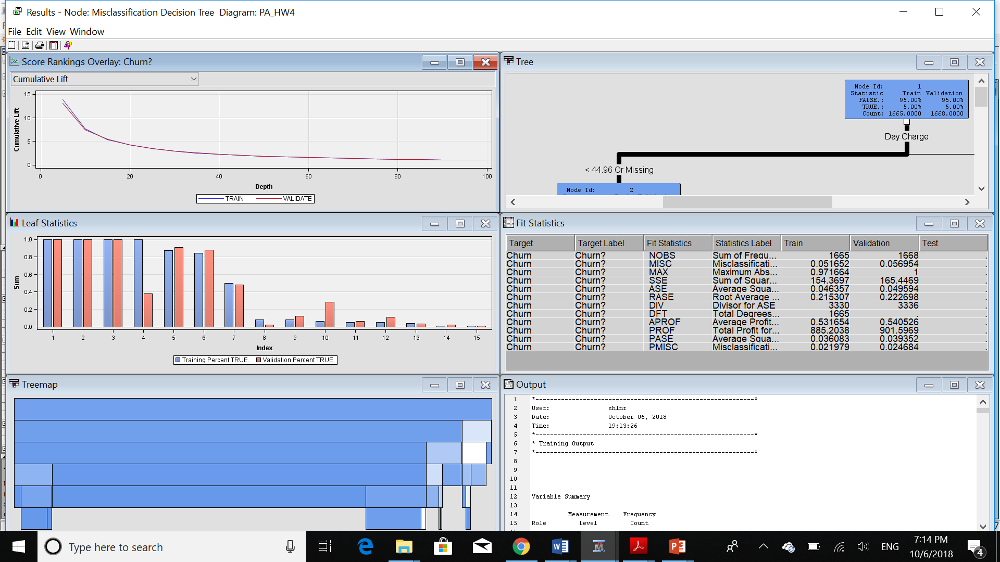 Results - Node: Misclassification Decision Tree Diagram: PA_HW4
File Edit View Window
Score Rankings Overlay: Churn?
Cumulative Lift
Cumulative Lift
15
10
5
0
0 20 40 60 80 100
Depth
TRAIN VALIDATE
Tree
Node Id: 1
Statistic Train Validation
FALSE.: 95.00% 95.00%
TRUE.: 5.00% 5.00%
Count: 1665.0000 1668.0000
Day Charge
< 44.96 Or Missing
Node Id: 2
Leaf Statistics
Sum
1.0
0.8
0.6
0.4
0.2
0.0
1 2 3 4 5 6 7 8 9 10 11 12 13 14 15
Index
Training Percent TRUE. Validation Percent TRUE.
Fit Statistics
Target Target Label Fit Statistics Statistics Label Train Validation Test
Churn Churn? NOBS Sum of Frequ... 1665 1668 .
Churn Churn? MISC Misclassificati... 0.051652 0.056954 .
Churn Churn? MAX Maximum Abs... 0.971664 1 .
Churn Churn? SSE Sum of Squar... 154.3697 165.4469 .
Churn Churn? ASE Average Squa... 0.046357 0.049594 .
Churn Churn? RASE Root Average ... 0.215307 0.222698 .
Churn Churn? DIV Divisor for ASE 3330 3336 .
Churn Churn? DFT Total Degrees... 1665 . .
Churn Churn? APROF Average Profit... 0.531654 0.540526 .
Churn Churn? PROF Total Profit for... 885.2038 901.5969 .
Churn Churn? PASE Average Squa... 0.036083 0.039352 .
Churn Churn? PMISC Misclassificati... 0.021979 0.024684 .
Treemap
Output
1 *------------------------------------------------------------*
2 User: zhlnr
3 Date: October 06, 2018
4 Time: 19:13:26
5 *------------------------------------------------------------*
6 * Training Output
7 *------------------------------------------------------------*
8
9
10
11
12 Variable Summary
13
14 Measurement Frequency
15 Role Level Count
Type here to search
ENG
7:14 PM
10/6/2018
4